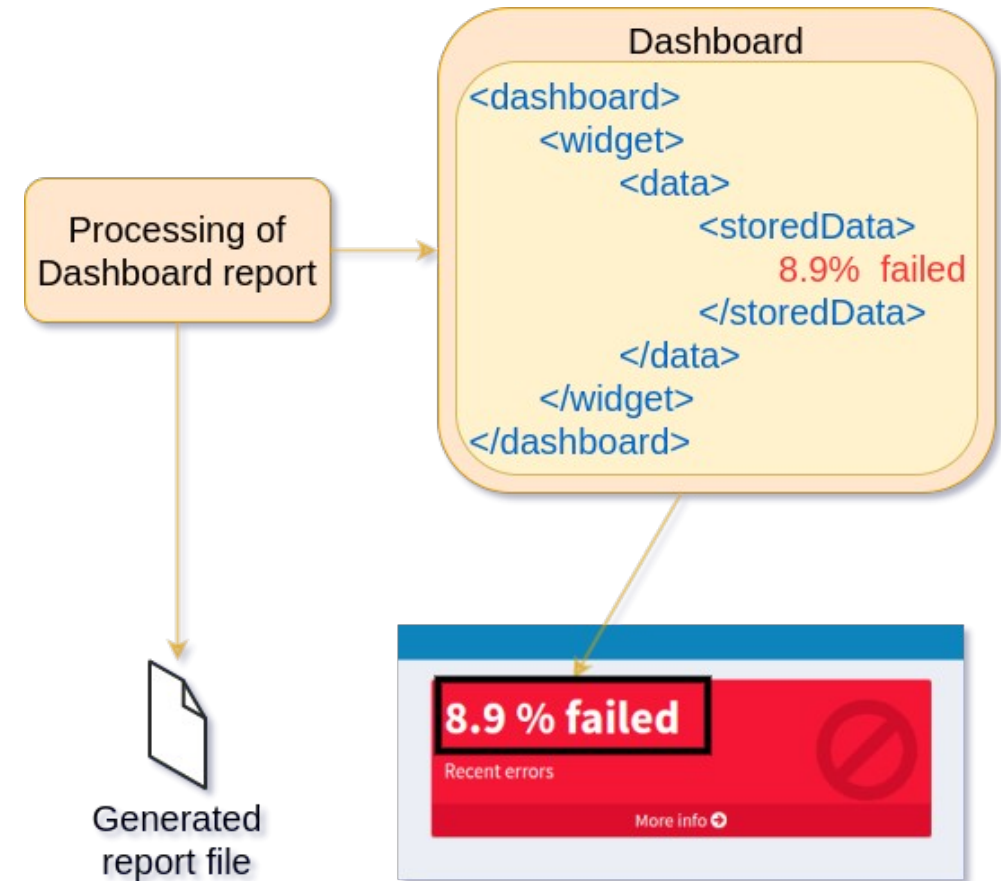 Dashboard
<dashboard>
<widget>
<data>
<storedData>
8.9% failed
</storedData>
</data>
</widget>
</dashboard>
Processing of
Dashboard report
Generated
report file
8.9 % failed
Recent errors
More info